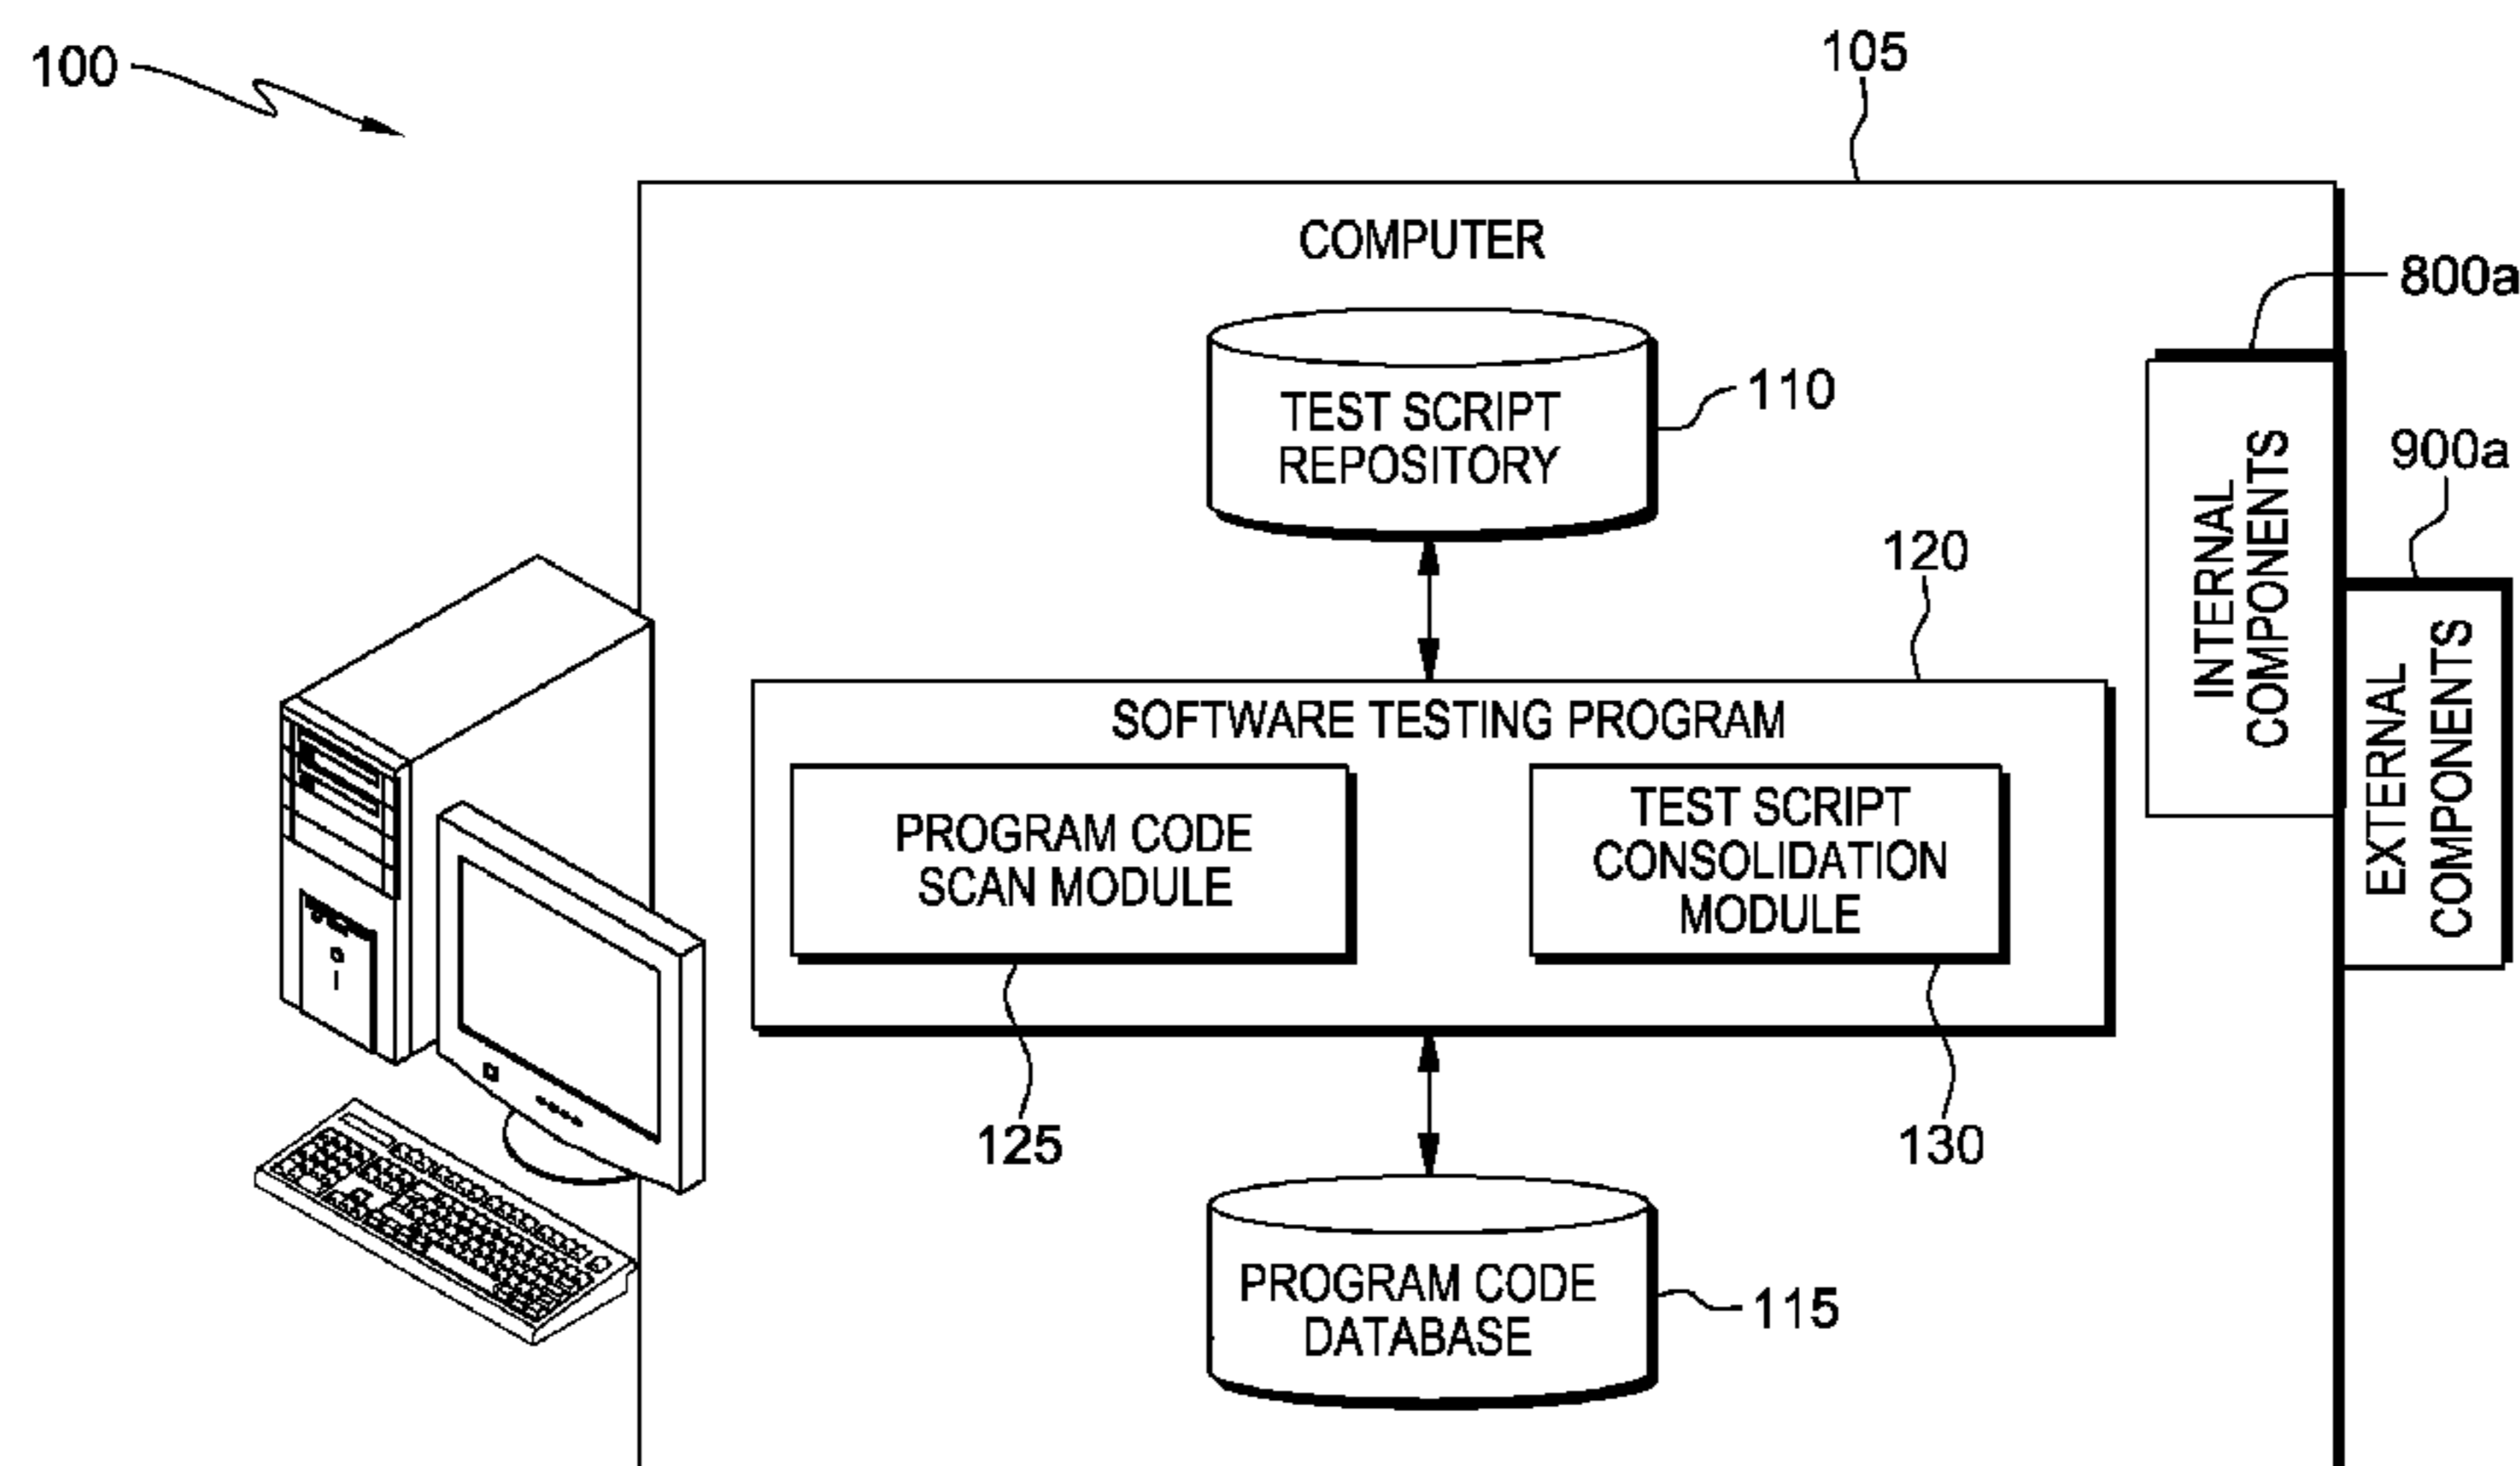 100
105
COMPUTER
800a
TEST SCRIPT
REPOSITORY
110
INTERNAL
COMPONENTS
900a
EXTERNAL
COMPONENTS
120
SOFTWARE TESTING PROGRAM
PROGRAM CODE
SCAN MODULE
TEST SCRIPT
CONSOLIDATION
MODULE
125
130
PROGRAM CODE
DATABASE
115